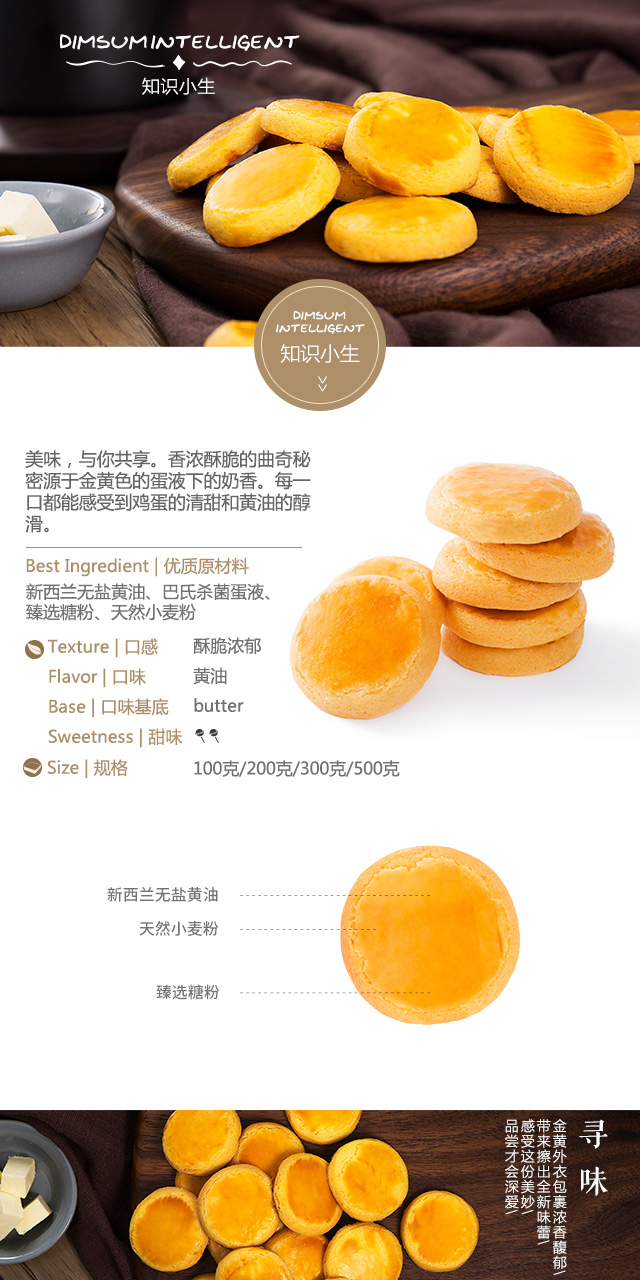 DIMSUM INTELLIGENT
知识小生
DIMSUM
INTELLIGENT
知识小生
美味，与你共享。香浓酥脆的曲奇秘
密源于金黄色的蛋液下的奶香。每一
口都能感受到鸡蛋的清甜和黄油的醇
滑。
Best Ingredient | 优质原材料
新西兰无盐黄油、巴氏杀菌蛋液、
臻选糖粉、天然小麦粉
Texture | 口感 酥脆浓郁
Flavor | 口味 黄油
Base | 口味基底 butter
Sweetness | 甜味
Size | 规格 100克/200克/300克/500克
新西兰无盐黄油
天然小麦粉
臻选糖粉
寻味
金黄外衣包裹浓香馥郁/
带来擦出全新味蕾/
感受这份美妙/
品尝才会深爱/